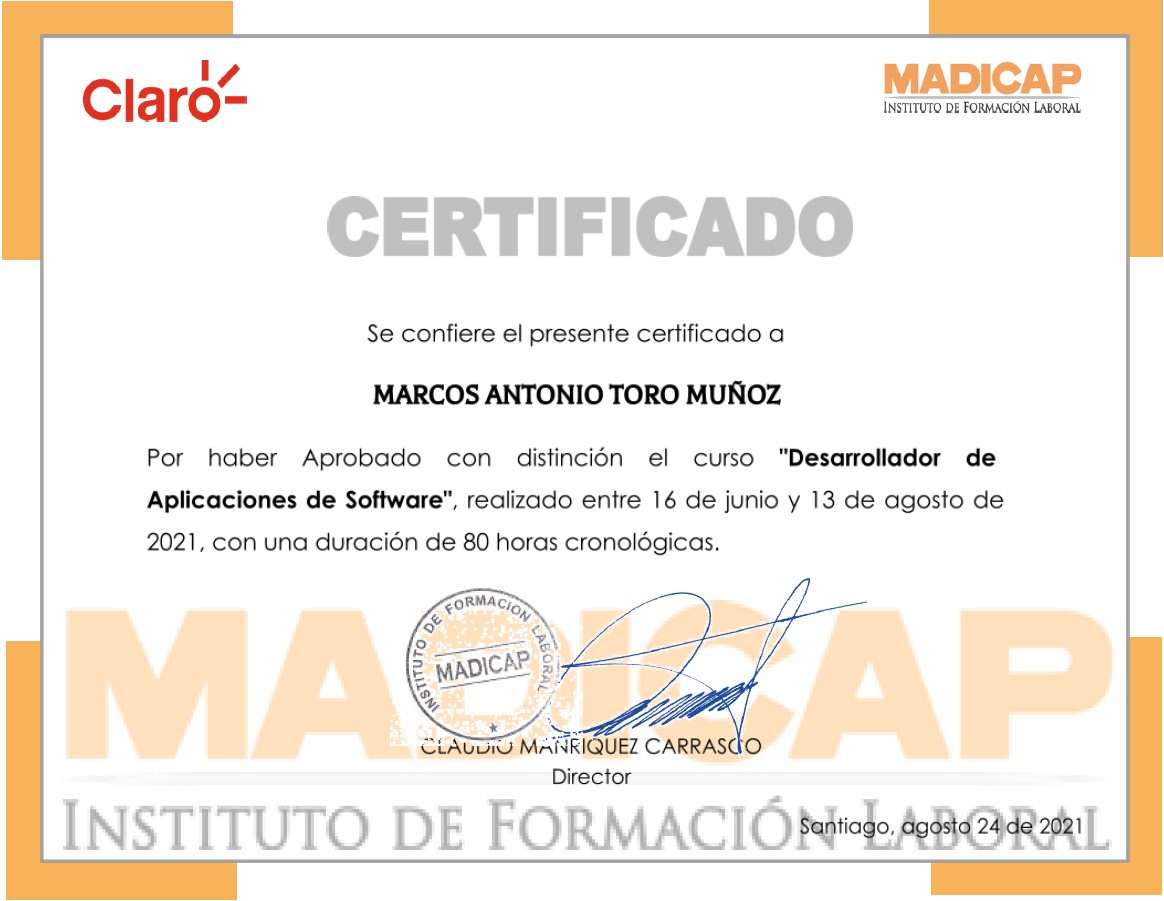 Claro
MADICAP
INSTITUTO DE FORMACIÓN LABORAL
CERTIFICADO
Se confiere el presente certificado a
MARCOS ANTONIO TORO MUÑOZ
Por haber Aprobado con distinción el curso "Desarrollador de
Aplicaciones de Software", realizado entre 16 de junio y 13 de agosto de
2021, con una duración de 80 horas cronológicas.
INSTITUTO DE FORMACION LABORAL
MADICAP
MADICAP
CLAUDIO MANRIQUEZ CARRASCO
Director
INSTITUTO DE FORMACIÓN LABORAL
Santiago, agosto 24 de 2021